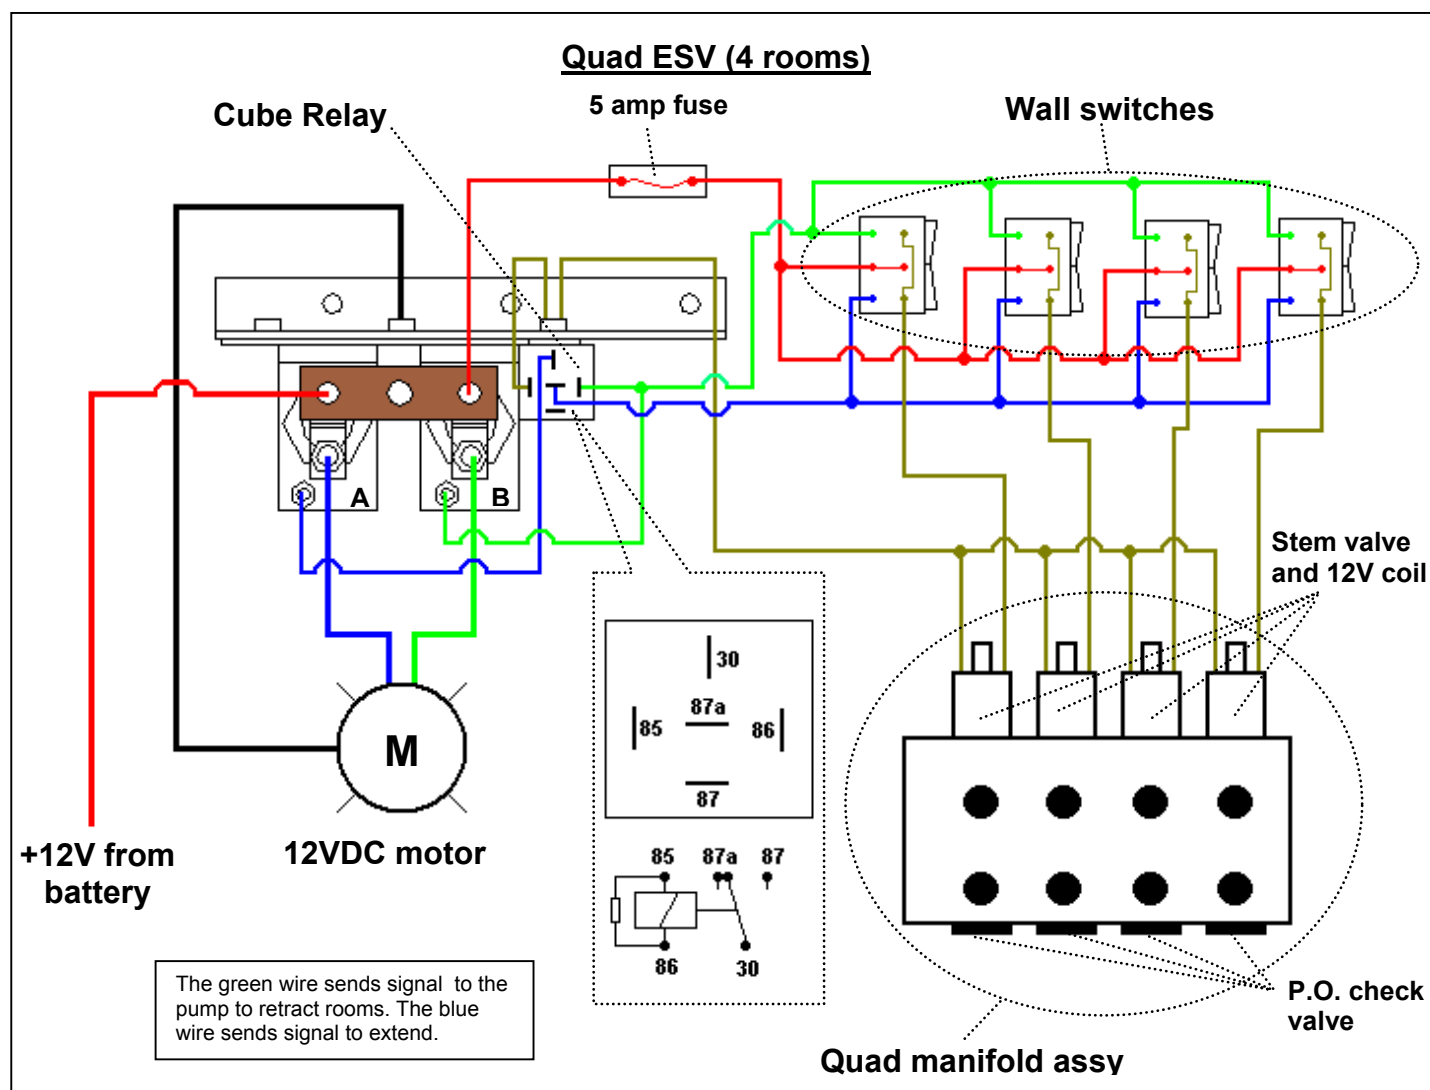 Quad ESV (4 rooms)
Cube Relay
5 amp fuse
Wall switches
A
B
Stem valve
and 12V coil
30
87a
85
86
87
M
+12V from
battery
12VDC motor
85
87a
87
86
30
The green wire sends signal to the
pump to retract rooms. The blue
wire sends signal to extend.
P.O. check
valve
Quad manifold assy